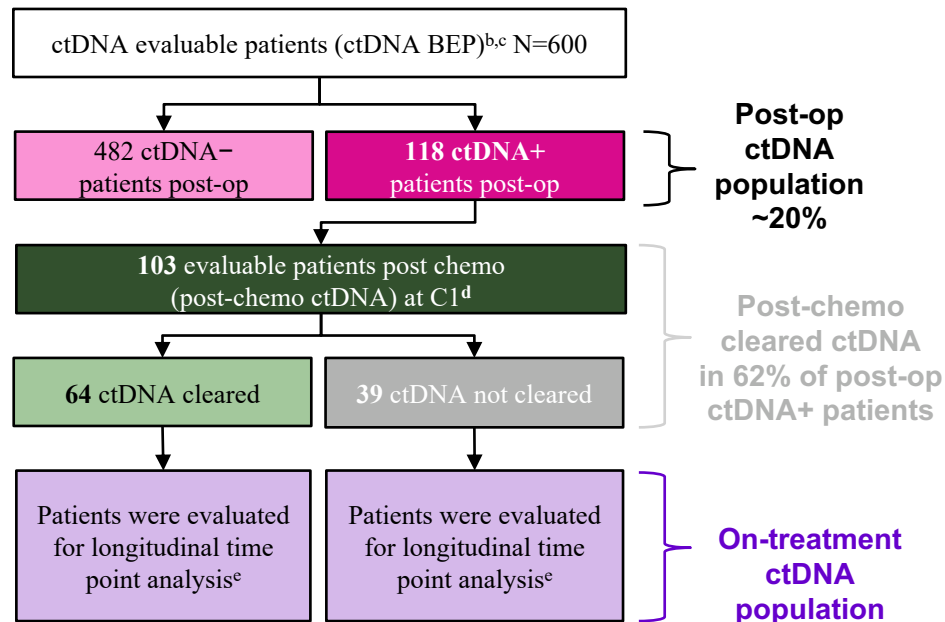 ctDNA evaluable patients (ctDNA BEP)b,c N=600
482 ctDNA−
patients post-op
118 ctDNA+
patients post-op
Post-op
ctDNA
population
~20%
103 evaluable patients post chemo
(post-chemo ctDNA) at C1d
64 ctDNA cleared
39 ctDNA not cleared
Post-chemo
cleared ctDNA
in 62% of post-op
ctDNA+ patients
Patients were evaluated
for longitudinal time
point analysise
Patients were evaluated
for longitudinal time
point analysise
On-treatment
ctDNA
population